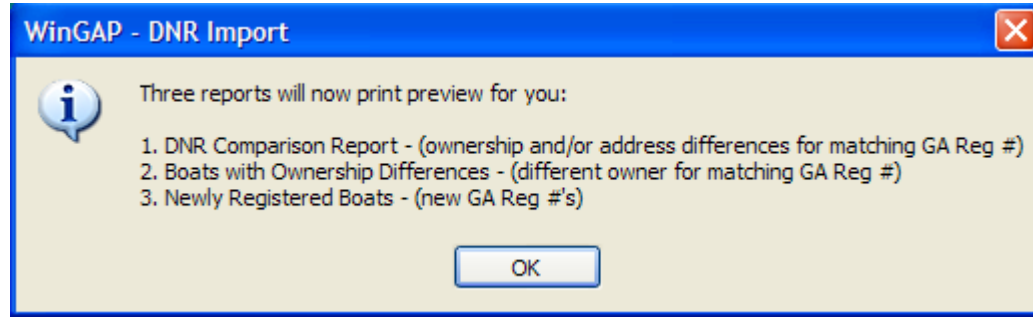 WinGAP - DNR Import
Three reports will now print preview for you:
1. DNR Comparison Report - (ownership and/or address differences for matching GA Reg #)
2. Boats with Ownership Differences - (different owner for matching GA Reg #)
3. Newly Registered Boats - (new GA Reg #'s)
OK